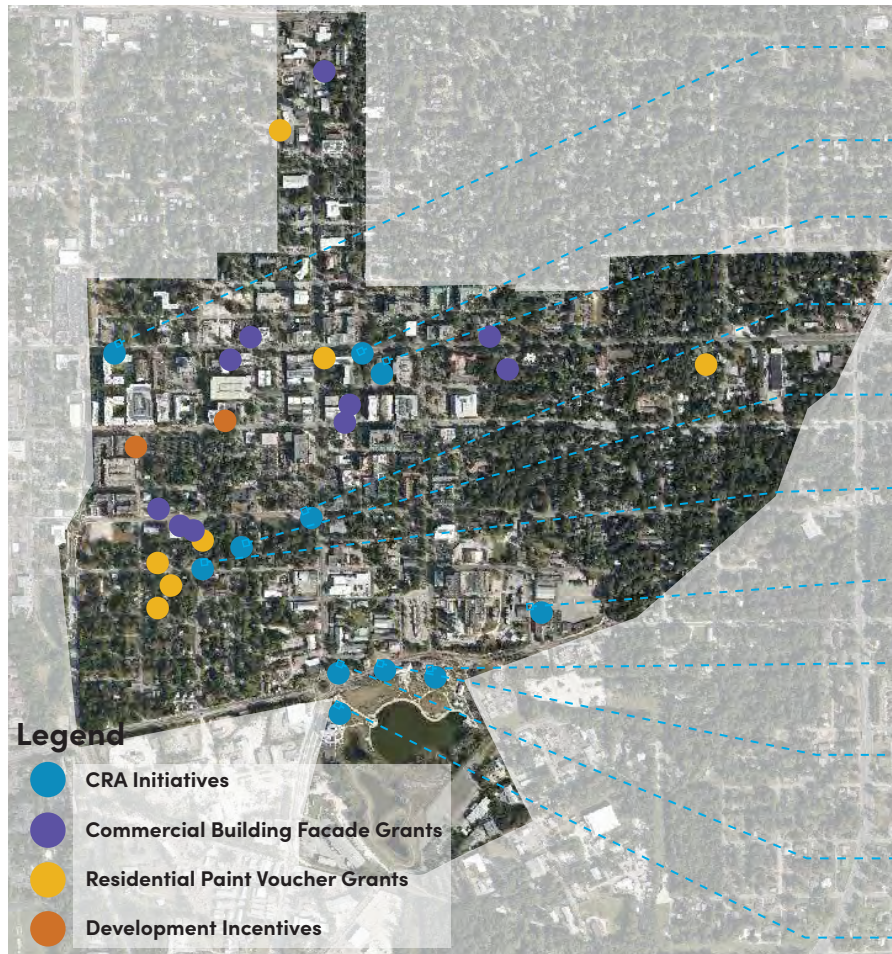 Legend
CRA Initiatives
Commercial Building Facade Grants
Residential Paint Voucher Grants
Development Incentives